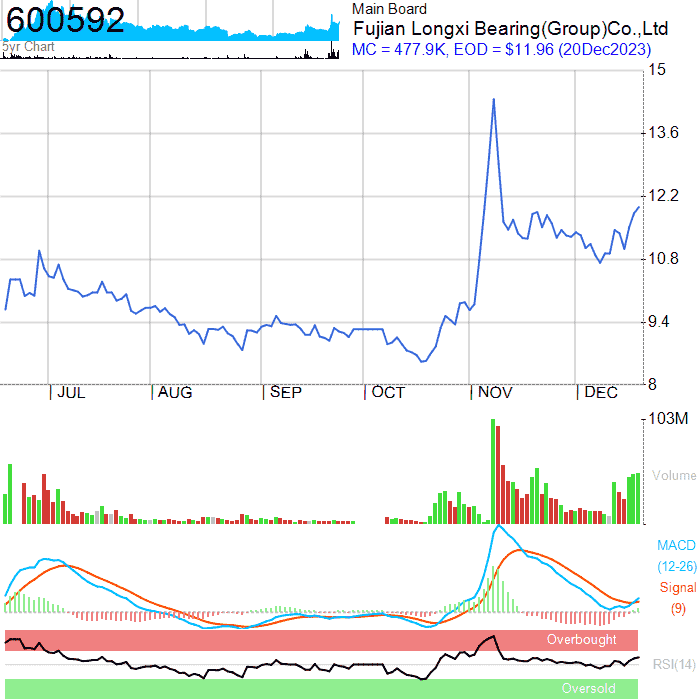 600592
5yr Chart
Main Board
Fujian Longxi Bearing(Group)Co.,Ltd
MC = 477.9K, EOD = $11.96 (20Dec2023)
15
13.6
12.2
10.8
9.4
8
JUL
AUG
SEP
OCT
NOV
DEC
103M
Volume
MACD
(12-26)
Signal
(9)
Overbought
RSI(14)
Oversold